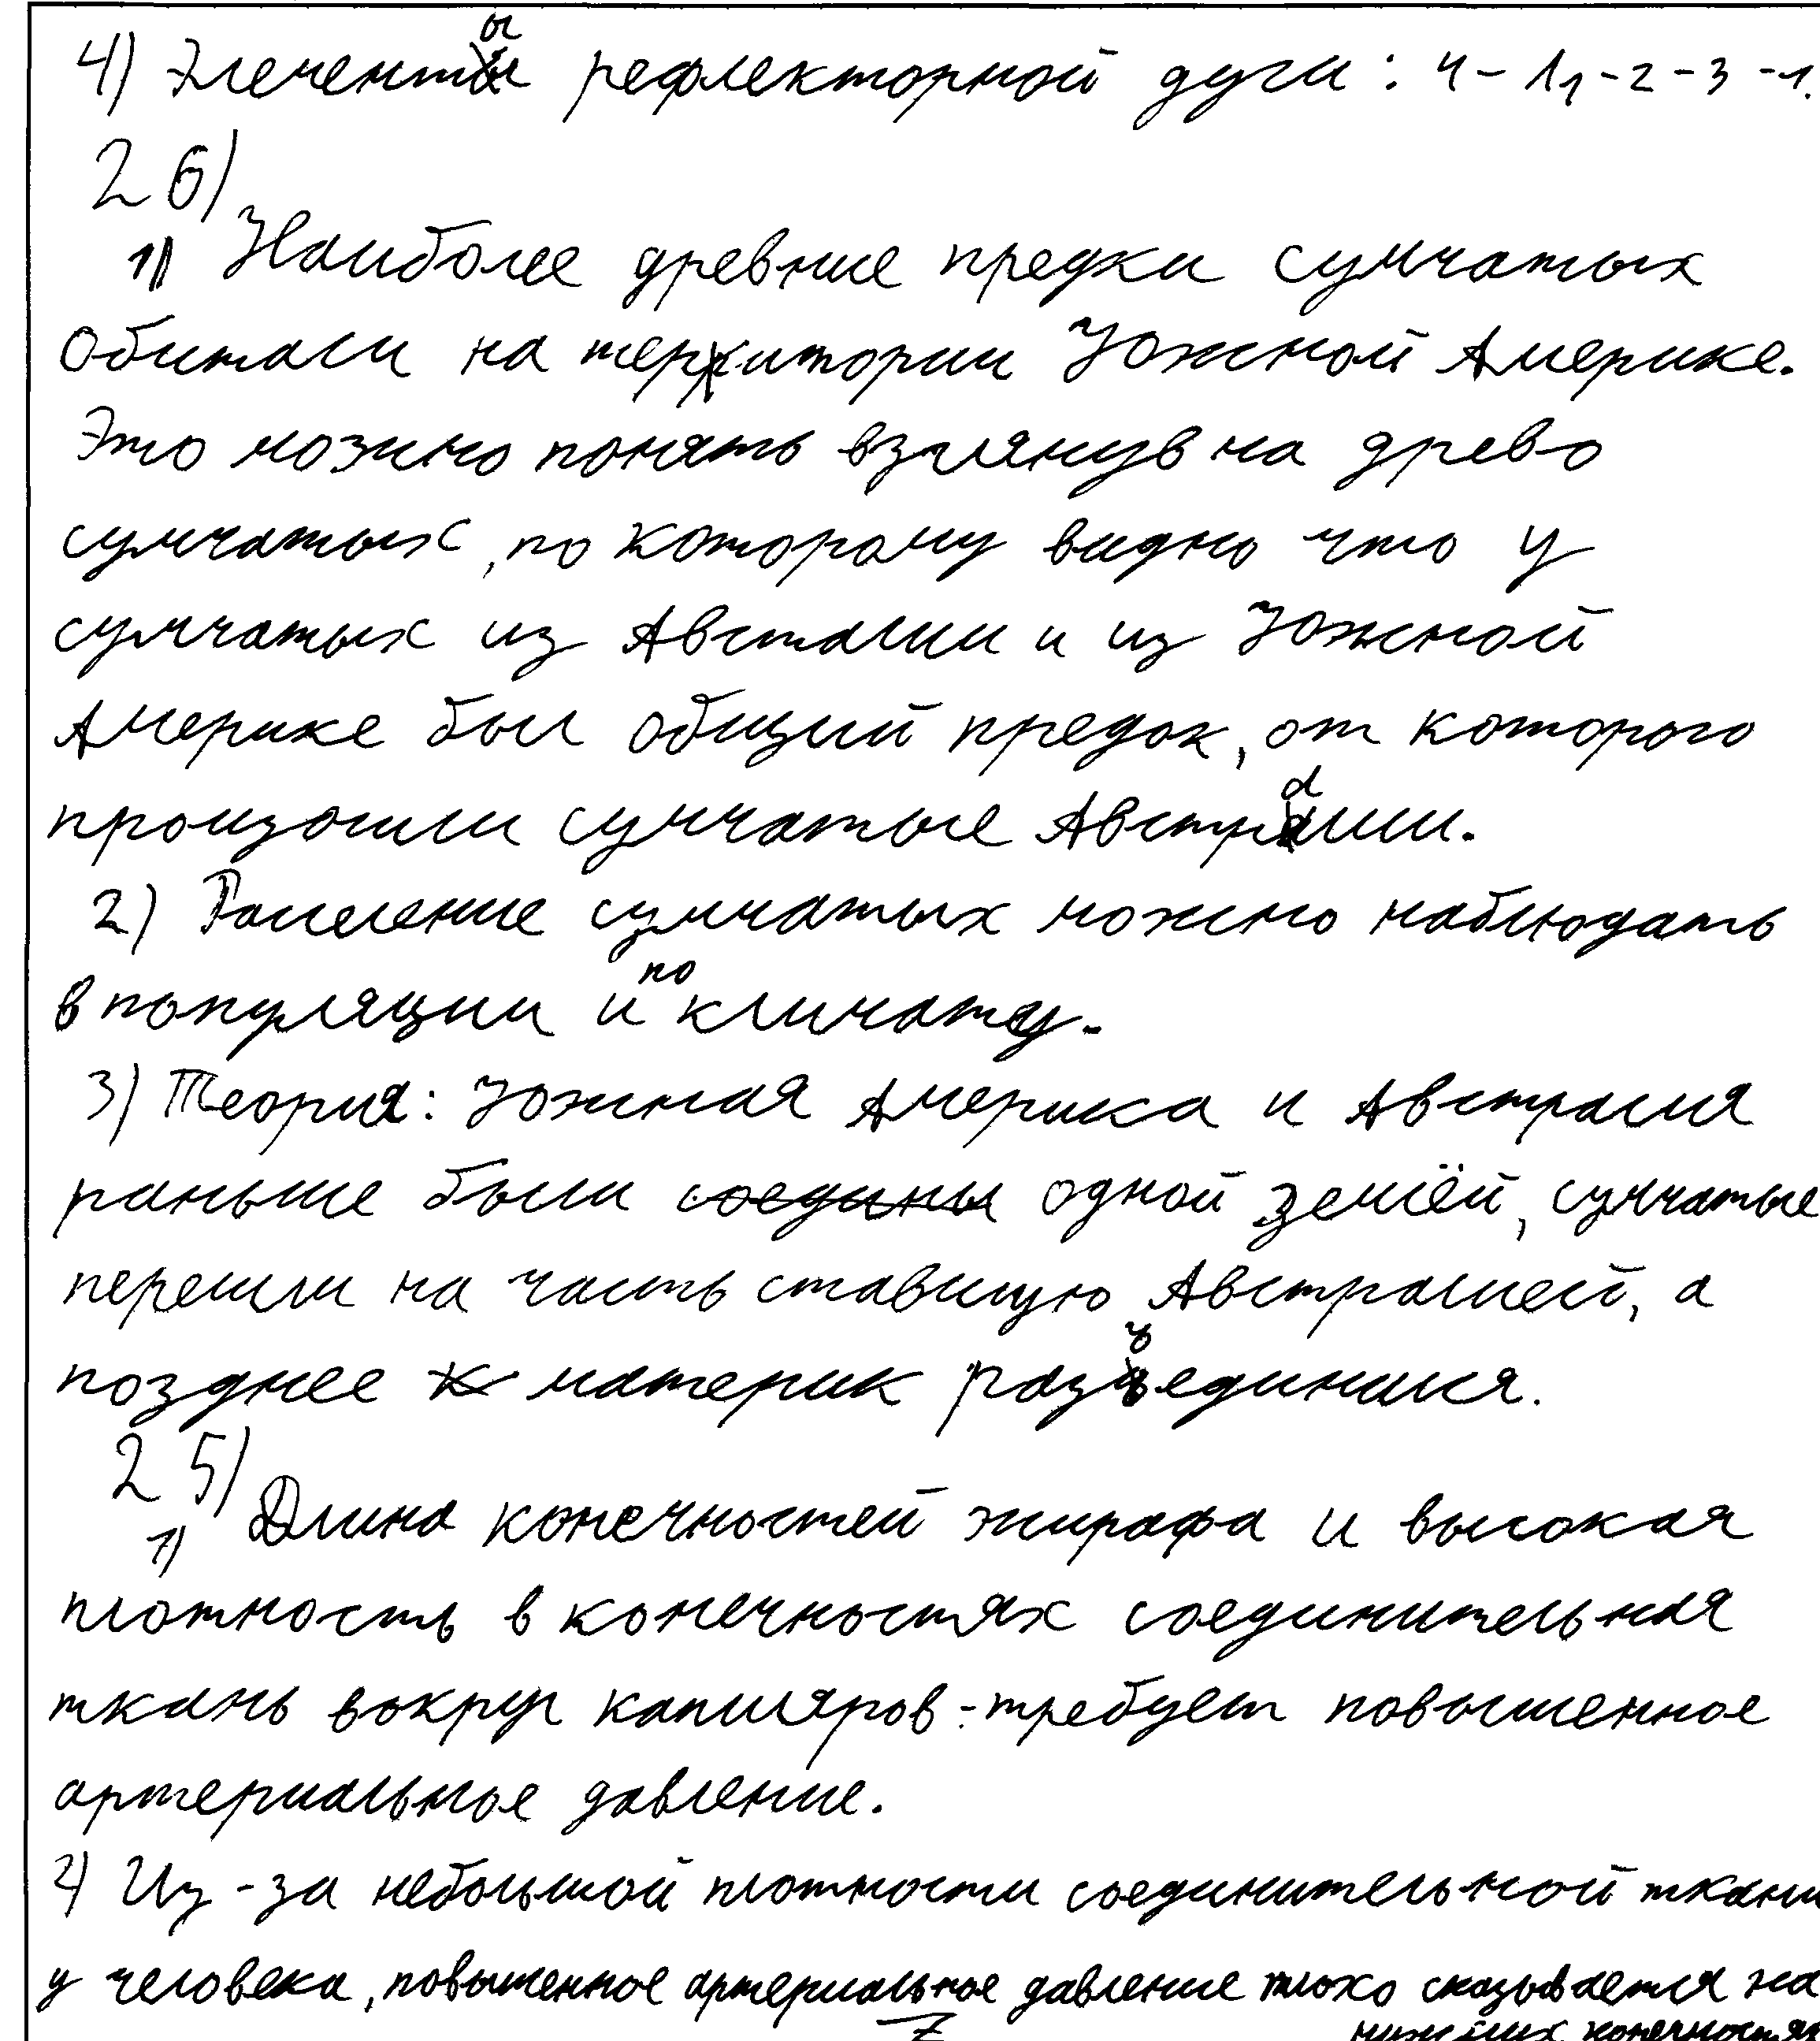 4) Элементы рефлекторной дуги: 4-1,-2-3-1.
26)
1) Наиболее древние предки сумчатых
обитали на территории Южной Америке.
Это можно понять взглянув на древо
сумчатых, по которому видно что у
сумчатых из Австалии и из Южной
Америке был общий предок, от которого
произошли сумчатые Австралии.
2) Раселение сумчатых можно наблюдать
в популяции и по климату.
3) Теория: Южная Америка и Австралия
раньше были соедины одной землёй, сумчатые
перешли на часть ставшую Австралией, а
позднее материк разъединился.
25)
1) Длина конечностей жирафа и высокая
плотность в конечностях соединительная
ткань вокруг капиляров - требует повышенное
артериальное давление.
2) Из-за небольшой плотности соединительной ткани
у человека, повышенное артериальное давление плохо сказывается на
нижних конечностях